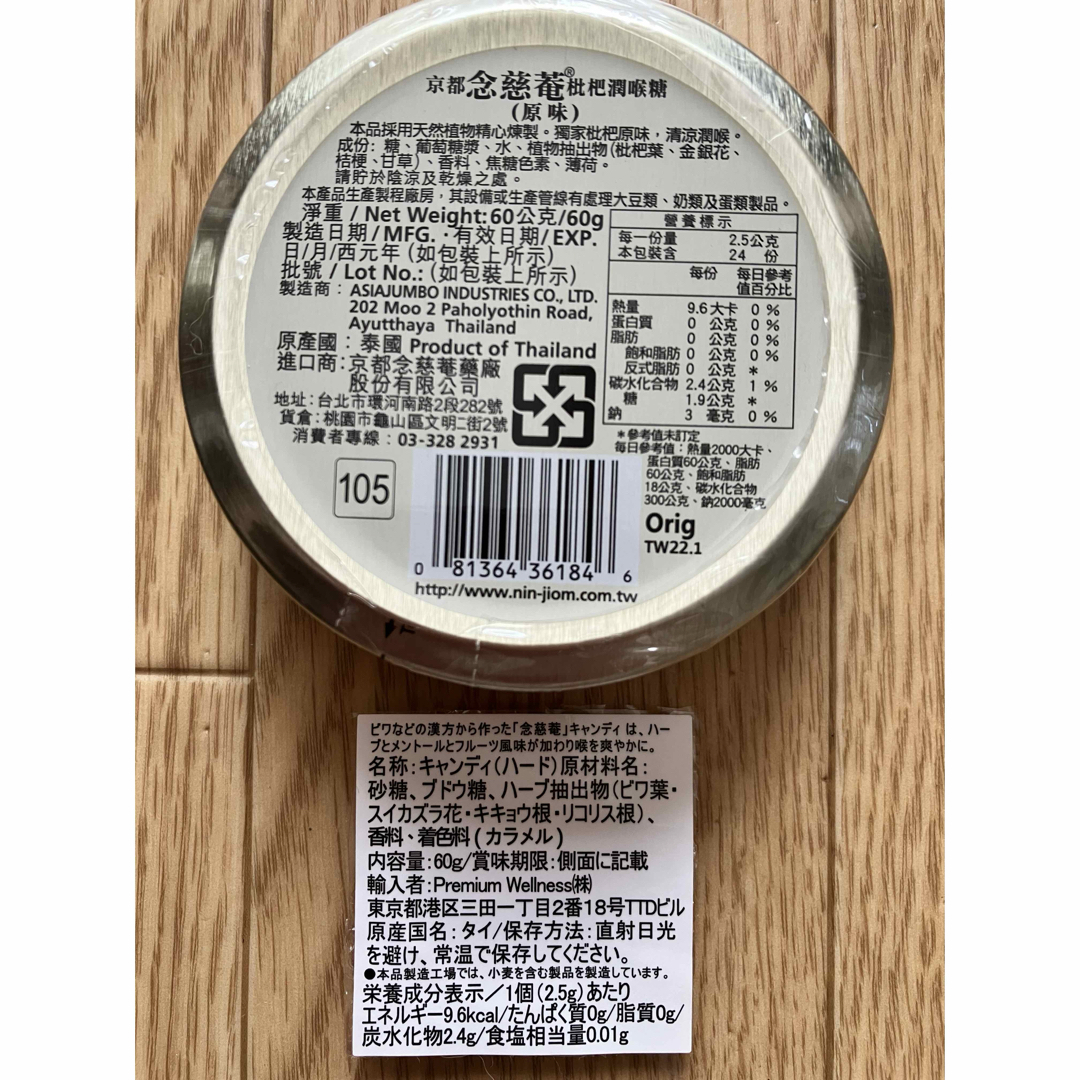 京都念慈菴®枇杷潤喉糖
(原味)
本品採用天然植物精心煉製。獨家枇杷原味，清涼潤喉。
成份：糖、葡萄糖漿、水、植物抽出物(枇杷葉、金銀花、
桔梗、甘草)、香料、焦糖色素、薄荷。
請貯於陰涼及乾燥之處。
本產品生產製程廠房，其設備或生產管線有處理大豆類、奶類及蛋類製品。
淨重 / Net Weight:60公克/60g
製造日期 / MFG.・有效日期/ EXP.
日/月/西元年 (如包裝上所示)
批號 / Lot No.: (如包裝上所示)
製造商： ASIAJUMBO INDUSTRIES CO., LTD.
202 Moo 2 Paholyothin Road,
Ayutthaya Thailand
原產國：泰國 Product of Thailand
進口商：京都念慈菴藥廠
股份有限公司
地址：台北市環河南路2段282號
貨倉：桃園市龜山區文明二街2號
消費者專線：03-328 2931
營養標示
每一份量 2.5公克
本包裝含 24 份
每份 每日參考
值百分比
熱量 9.6 大卡 0 %
蛋白質 0 公克 0 %
脂肪 0 公克 0 %
飽和脂肪 0 公克 0 %
反式脂肪 0 公克 *
碳水化合物 2.4公克 1 %
糖 1.9公克 *
鈉 3 毫克 0 %
*參考值未訂定
每日參考值：熱量2000大卡、
蛋白質60公克、脂肪
60公克、飽和脂肪
18公克、碳水化合物
300公克、鈉2000毫克
105
Orig
TW22.1
0 81364 36184 6
http://www.nin-jiom.com.tw
ビワなどの漢方から作った「念慈菴」キャンディ は、ハー
ブとメントールとフルーツ風味が加わり喉を爽やかに。
名称：キャンディ(ハード)原材料名：
砂糖、ブドウ糖、ハーブ抽出物(ビワ葉・
スイカズラ花・キキョウ根・リコリス根)、
香料、着色料(カラメル)
内容量：60g/賞味期限：側面に記載
輸入者：Premium Wellness㈱
東京都港区三田一丁目2番18号TTDビル
原産国名：タイ/保存方法：直射日光
を避け、常温で保存してください。
●本品製造工場では、小麦を含む製品を製造しています。
栄養成分表示／1個(2.5g)あたり
エネルギー9.6kcal/たんぱく質0g/脂質0g/
炭水化物2.4g/食塩相当量0.01g